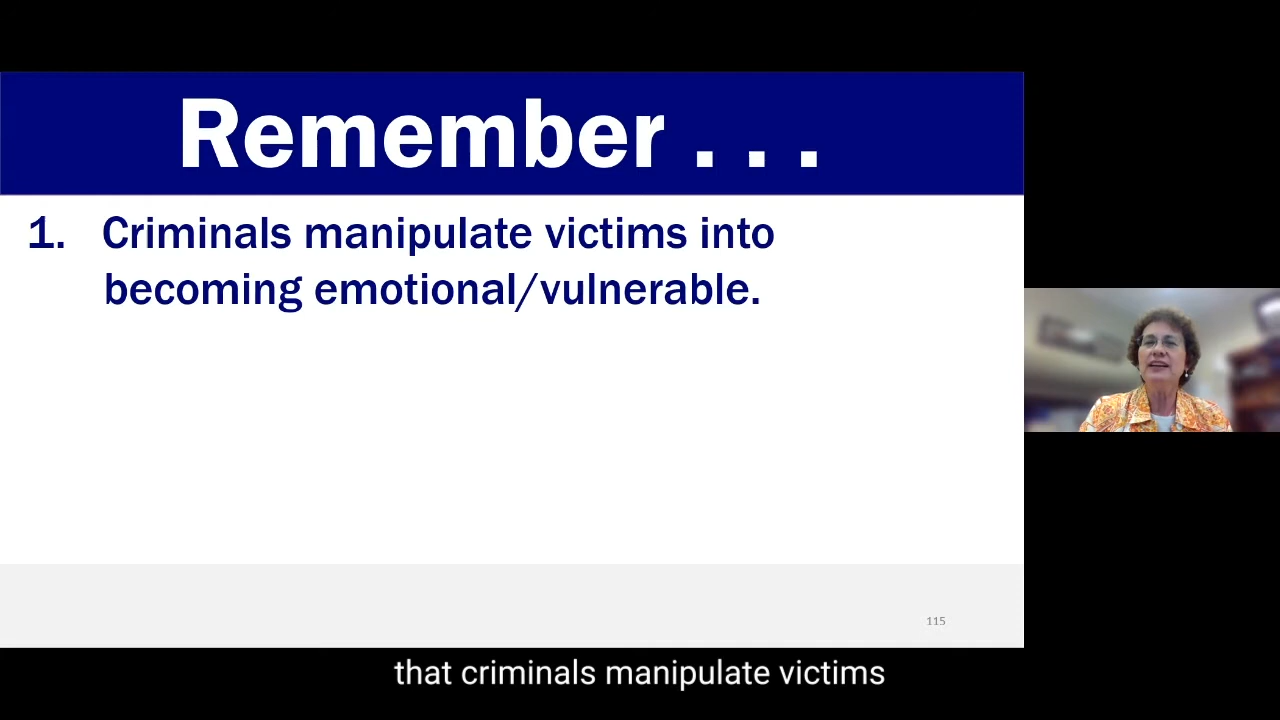 Remember . . .
1. Criminals manipulate victims into
becoming emotional/vulnerable.
115
that criminals manipulate victims